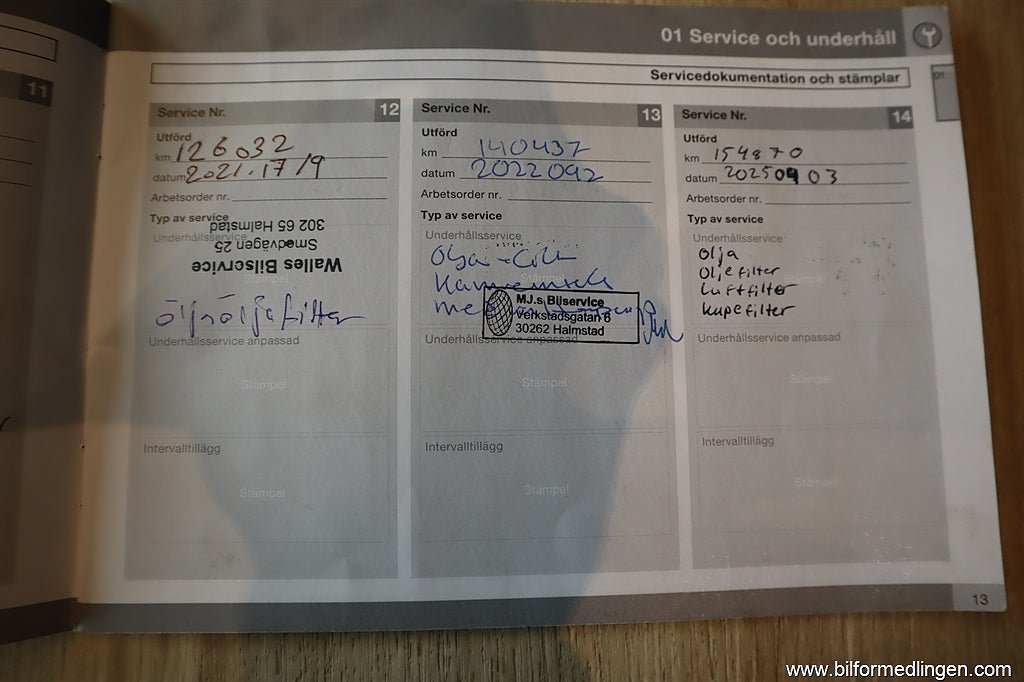 11
01 Service och underhåll
Servicedokumentation och stämplar
01
Service Nr. 12
Utförd
km 126032
datum 2021.17/9
Arbetsorder nr.
Typ av service
Underhållsservice
Walles Bilservice
Smedvägen 25
302 65 Halmstad
Underhållsservice anpassad
Stämpel
Intervalltillägg
Stämpel
Service Nr. 13
Utförd
km 140437
datum 2022092
Arbetsorder nr.
Typ av service
Underhållsservice
Stämpel
MJ.s Bilservice
Verkstadsgatan 6
30262 Halmstad
Underhållsservice anpassad
Stämpel
Intervalltillägg
Stämpel
Service Nr. 14
Utförd
km 154870
datum 20250903
Arbetsorder nr.
Typ av service
Underhållsservice
Olja
Oljefilter
Luftfilter
kupefilter
Stämpel
Underhållsservice anpassad
Stämpel
Intervalltillägg
Stämpel
13
www.bilformedlingen.com